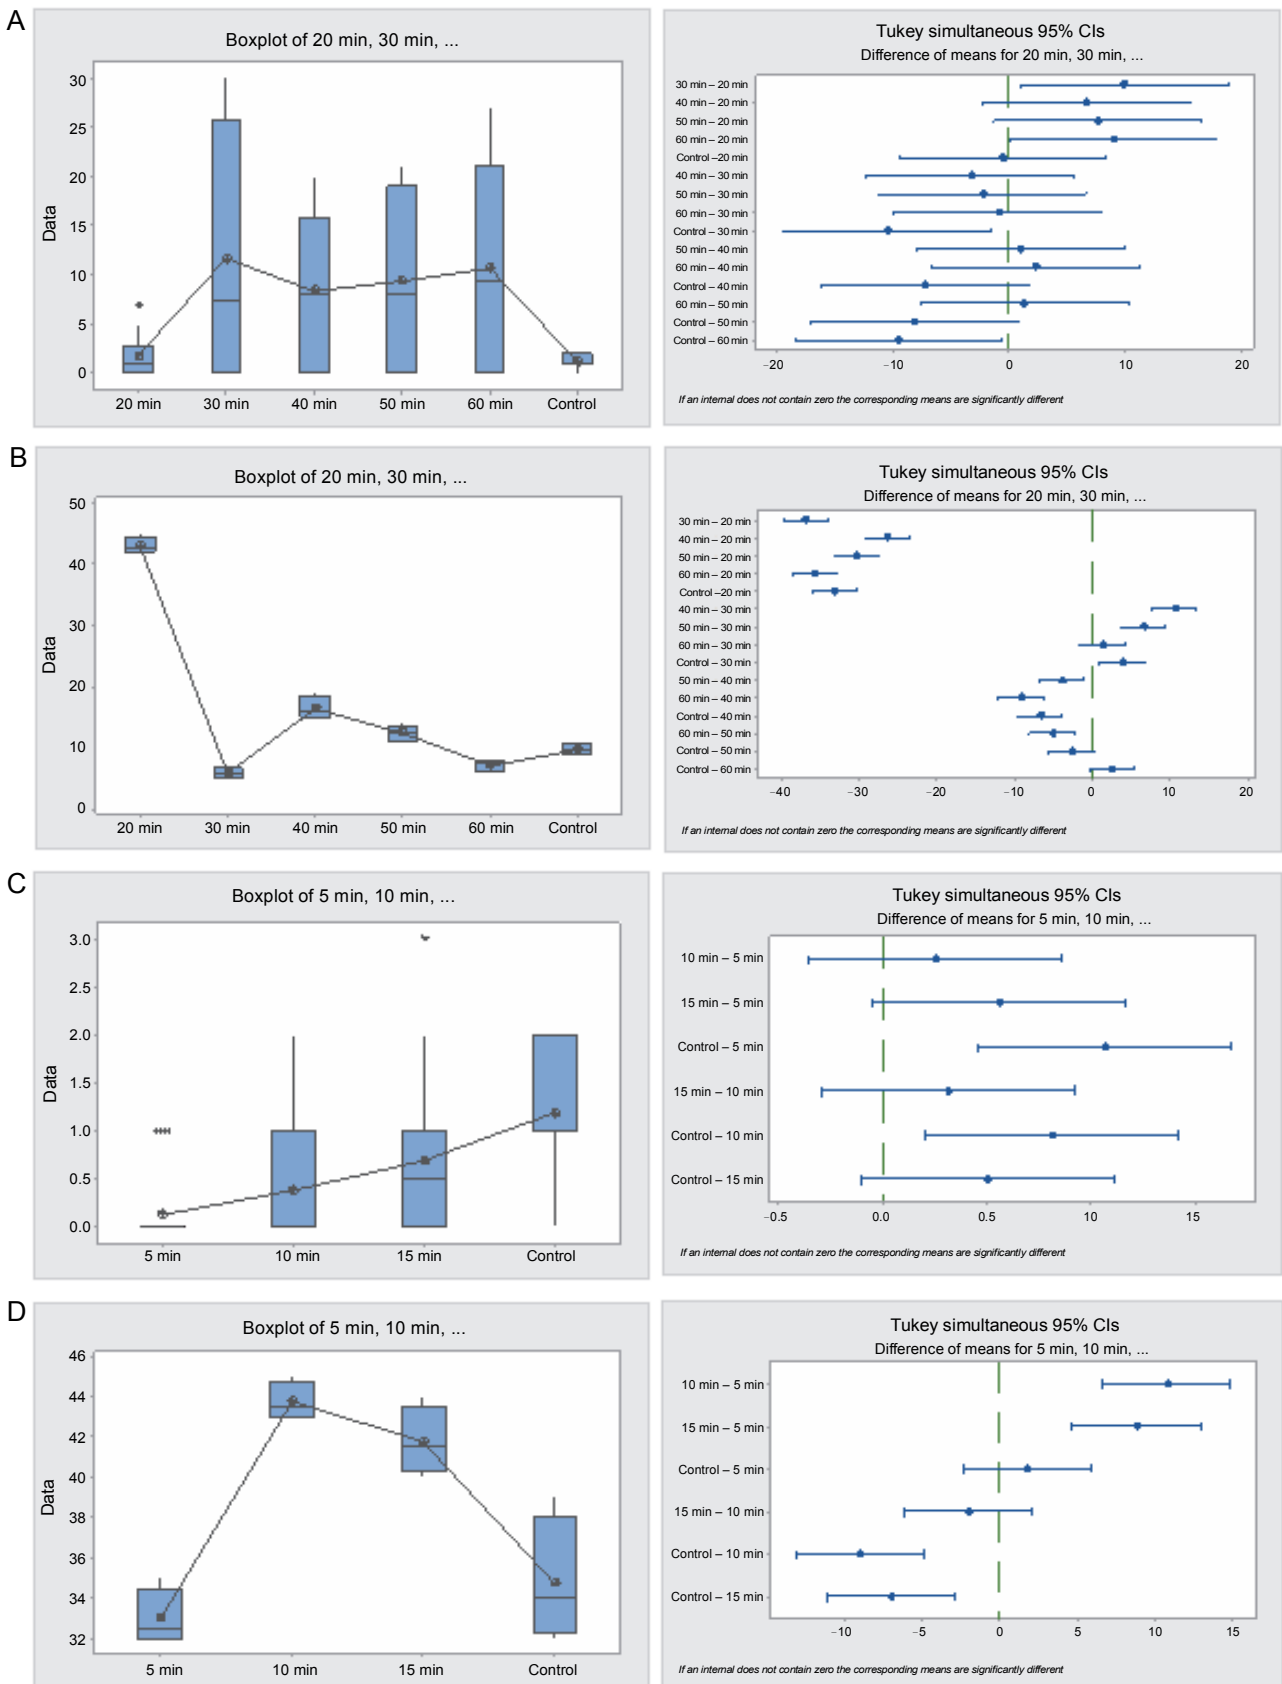 A
Boxplot of 20 min, 30 min, ...
Data
30
25
20
15
10
5
0
20 min
30 min
40 min
50 min
60 min
Control
Tukey simultaneous 95% CIs
Difference of means for 20 min, 30 min, ...
30 min – 20 min
40 min – 20 min
50 min – 20 min
60 min – 20 min
Control –20 min
40 min – 30 min
50 min – 30 min
60 min – 30 min
Control – 30 min
50 min – 40 min
60 min – 40 min
Control – 40 min
60 min – 50 min
Control – 50 min
Control – 60 min
−20
−10
0
10
20
If an internal does not contain zero the corresponding means are significantly different
B
Boxplot of 20 min, 30 min, ...
Data
50
40
30
20
10
0
20 min
30 min
40 min
50 min
60 min
Control
Tukey simultaneous 95% CIs
Difference of means for 20 min, 30 min, ...
30 min – 20 min
40 min – 20 min
50 min – 20 min
60 min – 20 min
Control –20 min
40 min – 30 min
50 min – 30 min
60 min – 30 min
Control – 30 min
50 min – 40 min
60 min – 40 min
Control – 40 min
60 min – 50 min
Control – 50 min
Control – 60 min
−40
−30
−20
−10
0
10
20
If an internal does not contain zero the corresponding means are significantly different
C
Boxplot of 5 min, 10 min, ...
Data
3.0
2.5
2.0
1.5
1.0
0.5
0.0
5 min
10 min
15 min
Control
Tukey simultaneous 95% CIs
Difference of means for 5 min, 10 min, ...
10 min – 5 min
15 min – 5 min
Control – 5 min
15 min – 10 min
Control – 10 min
Control – 15 min
−0.5
0.0
0.5
10
15
If an internal does not contain zero the corresponding means are significantly different
D
Boxplot of 5 min, 10 min, ...
Data
46
44
42
40
38
36
34
32
5 min
10 min
15 min
Control
Tukey simultaneous 95% CIs
Difference of means for 5 min, 10 min, ...
10 min – 5 min
15 min – 5 min
Control – 5 min
15 min – 10 min
Control – 10 min
Control – 15 min
−10
−5
0
5
10
15
If an internal does not contain zero the corresponding means are significantly different